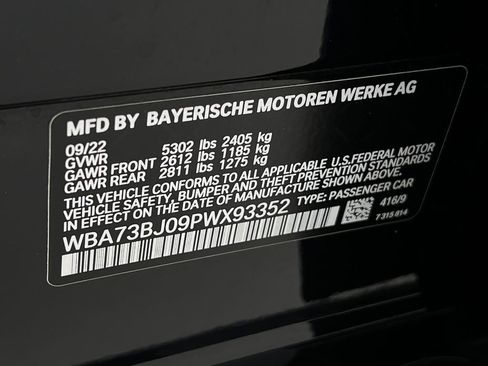 MFD BY BAYERISCHE MOTOREN WERKE AG
09/22
GVWR 5302 lbs 2405 kg
GAWR FRONT 2612 lbs 1185 kg
GAWR REAR 2811 lbs 1275 kg
THIS VEHICLE CONFORMS TO ALL APPLICABLE U.S.FEDERAL MOTOR
VEHICLE SAFETY, BUMPER AND THEFT PREVENTION STANDARDS
IN EFFECT ON THE DATE OF MANUFACTURE SHOWN ABOVE.
WBA73BJ09PWX93352 TYPE: PASSENGER CAR
416/9
7 315 814